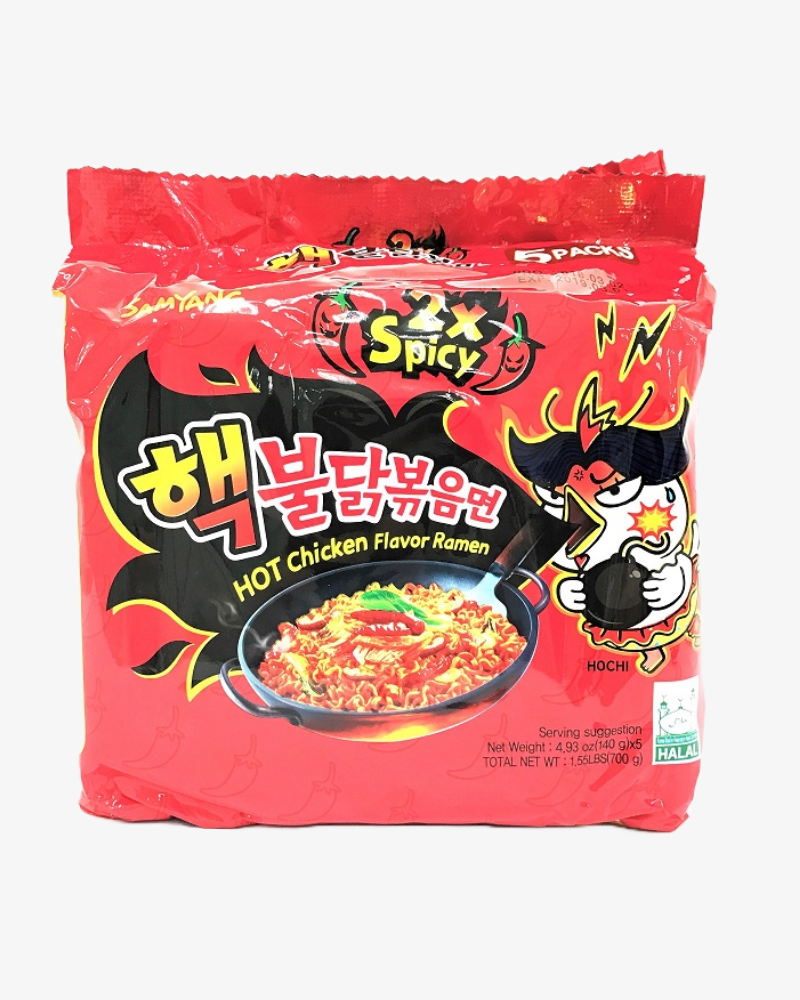 5 PACKS
SAMYANG
2x
Spicy
핵불닭볶음면
HOT Chicken Flavor Ramen
HOCHI
Serving suggestion
Net Weight : 4.93 oz(140 g)x5
TOTAL NET WT : 1.55LBS(700 g)
HALAL